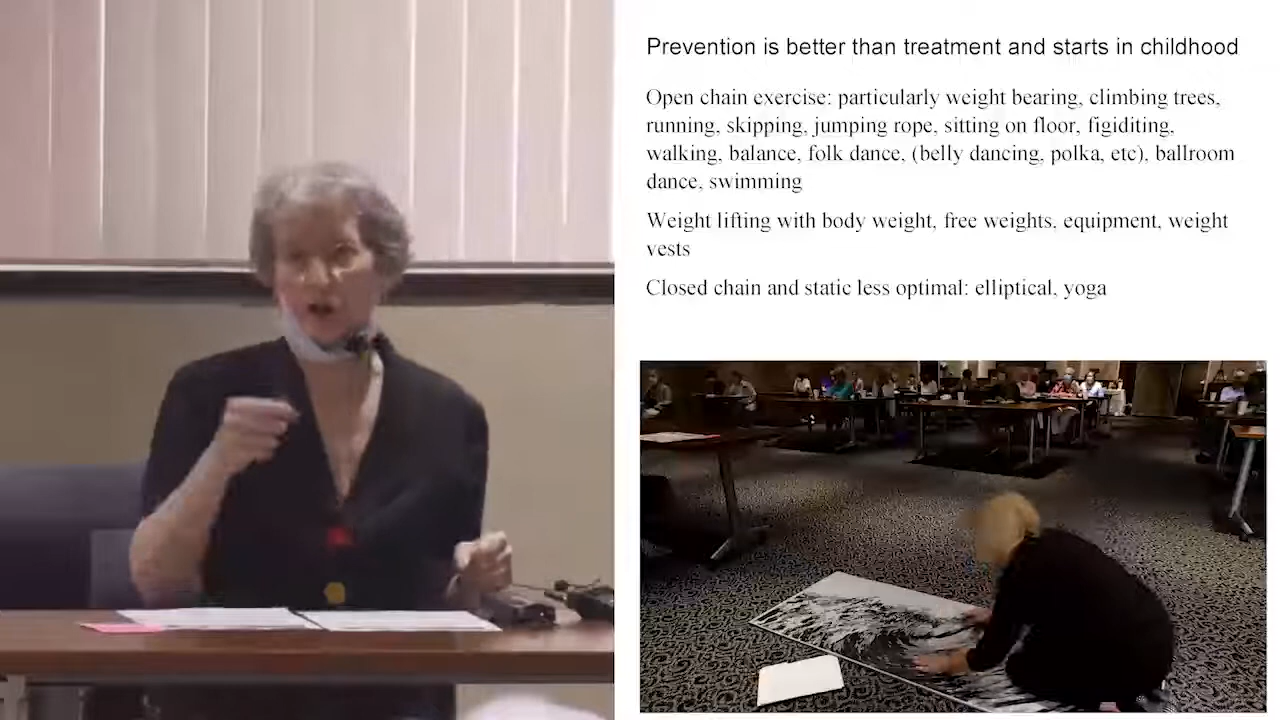 Prevention is better than treatment and starts in childhood
Open chain exercise: particularly weight bearing, climbing trees,
running, skipping, jumping rope, sitting on floor, figiditing,
walking, balance, folk dance, (belly dancing, polka, etc), ballroom
dance, swimming
Weight lifting with body weight, free weights, equipment, weight
vests
Closed chain and static less optimal: elliptical, yoga